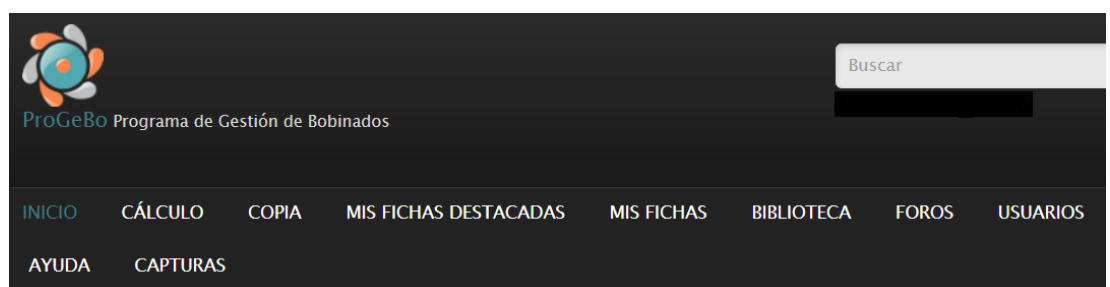 Buscar
ProGeBo Programa de Gestión de Bobinados
INICIO CÁLCULO COPIA MIS FICHAS DESTACADAS MIS FICHAS BIBLIOTECA FOROS USUARIOS
AYUDA CAPTURAS